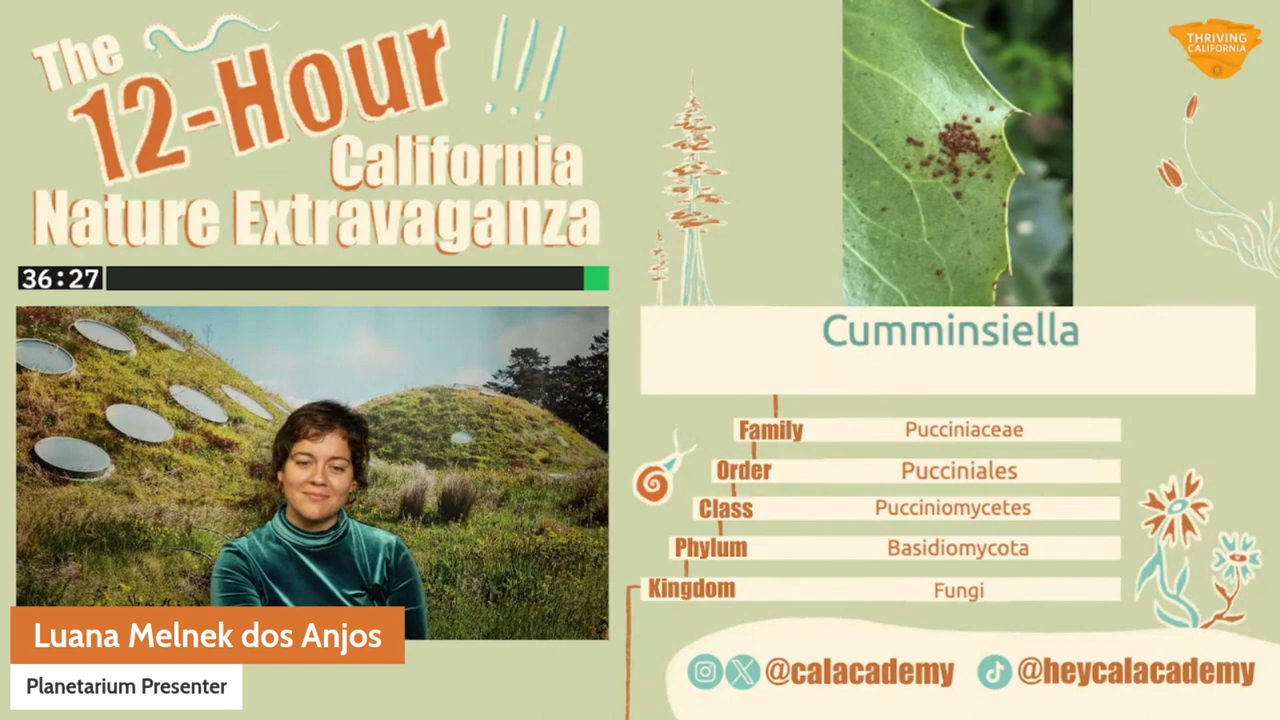 The
12-Hour !!!
California
Nature Extravaganza
36:27
Luana Melnek dos Anjos
Planetarium Presenter
THRIVING
CALIFORNIA
Cumminsiella
Family Pucciniaceae
Order Pucciniales
Class Pucciniomycetes
Phylum Basidiomycota
Kingdom Fungi
@calacademy @heycalacademy